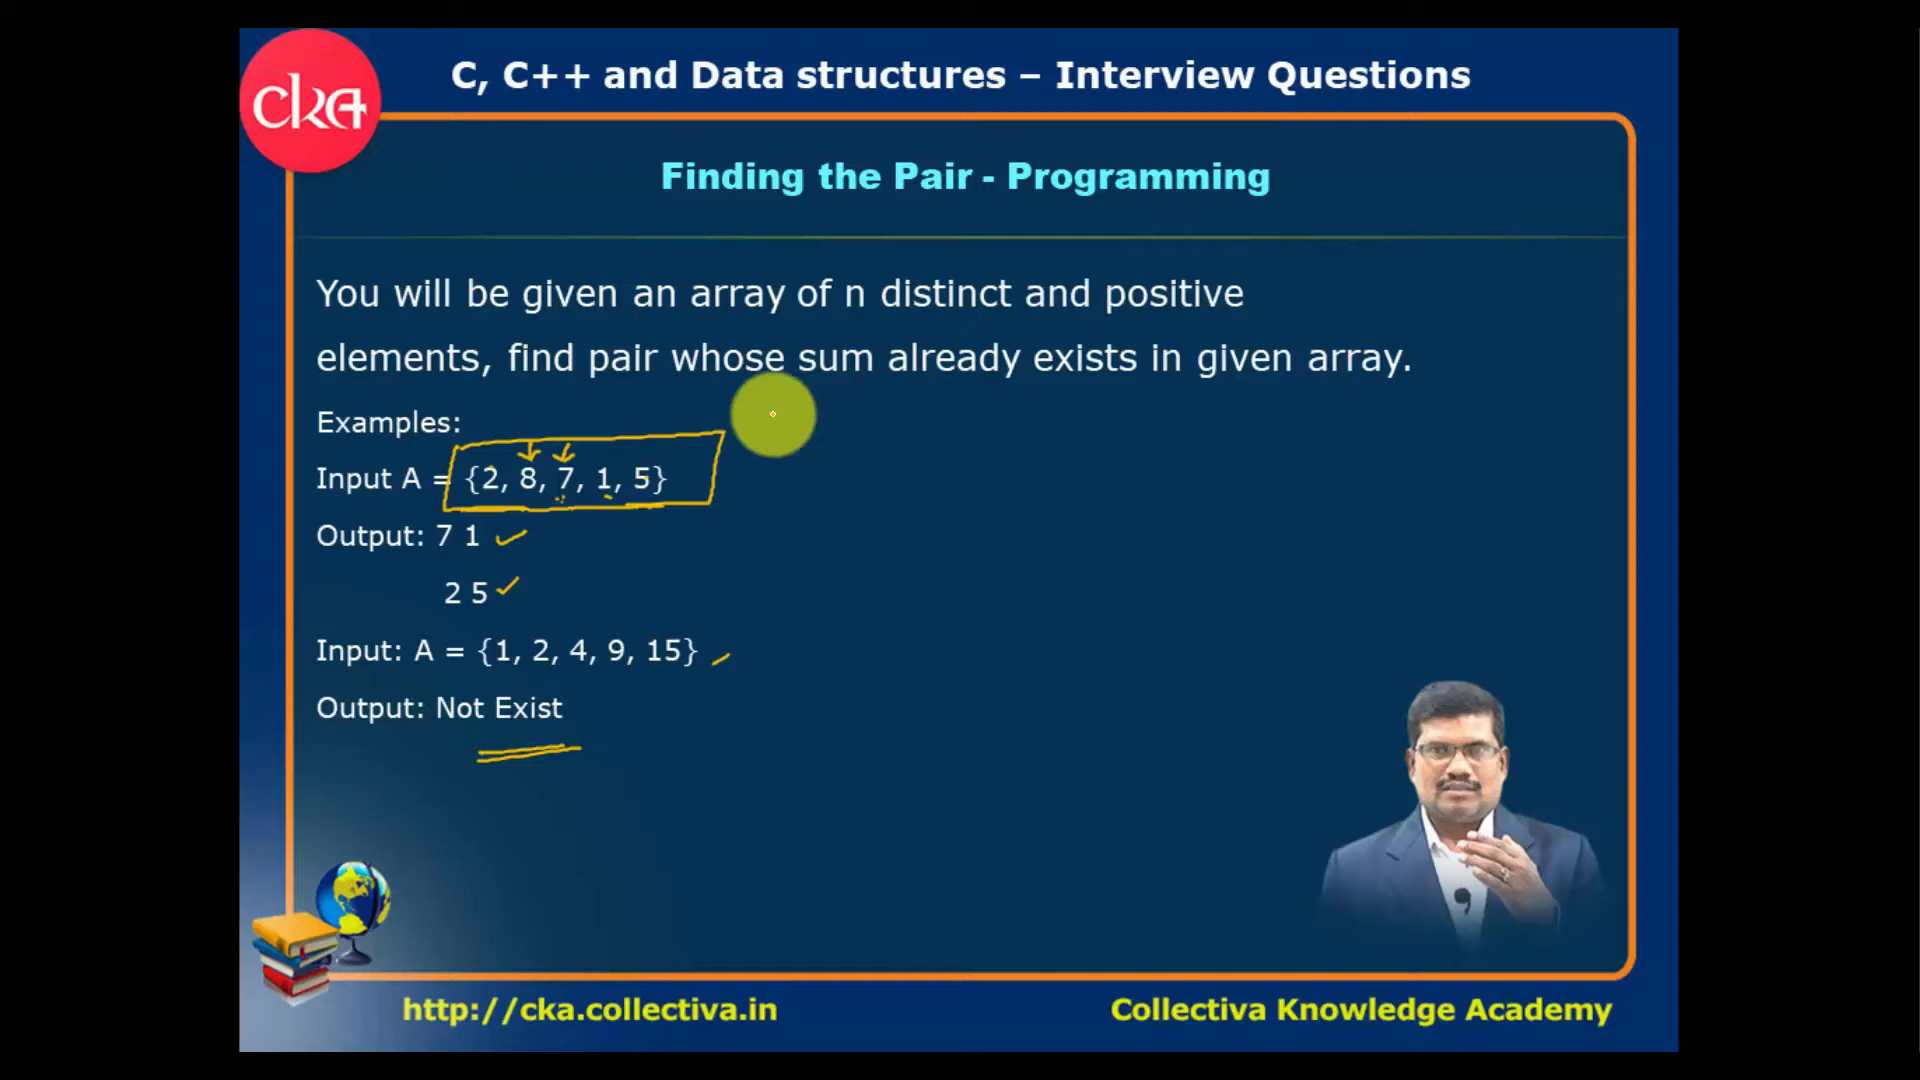 cka
C, C++ and Data structures – Interview Questions
Finding the Pair - Programming
You will be given an array of n distinct and positive
elements, find pair whose sum already exists in given array.
Examples:
Input A = {2, 8, 7, 1, 5}
Output: 7 1
2 5
Input: A = {1, 2, 4, 9, 15}
Output: Not Exist
http://cka.collectiva.in
Collectiva Knowledge Academy